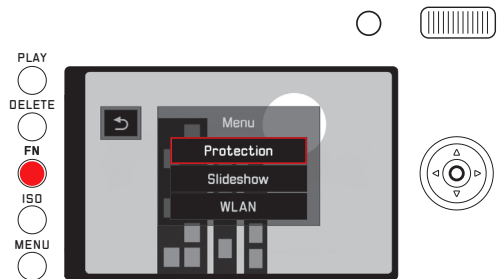 PLAY
DELETE
FN
ISO
MENU
Menu
Protection
Slideshow
WLAN